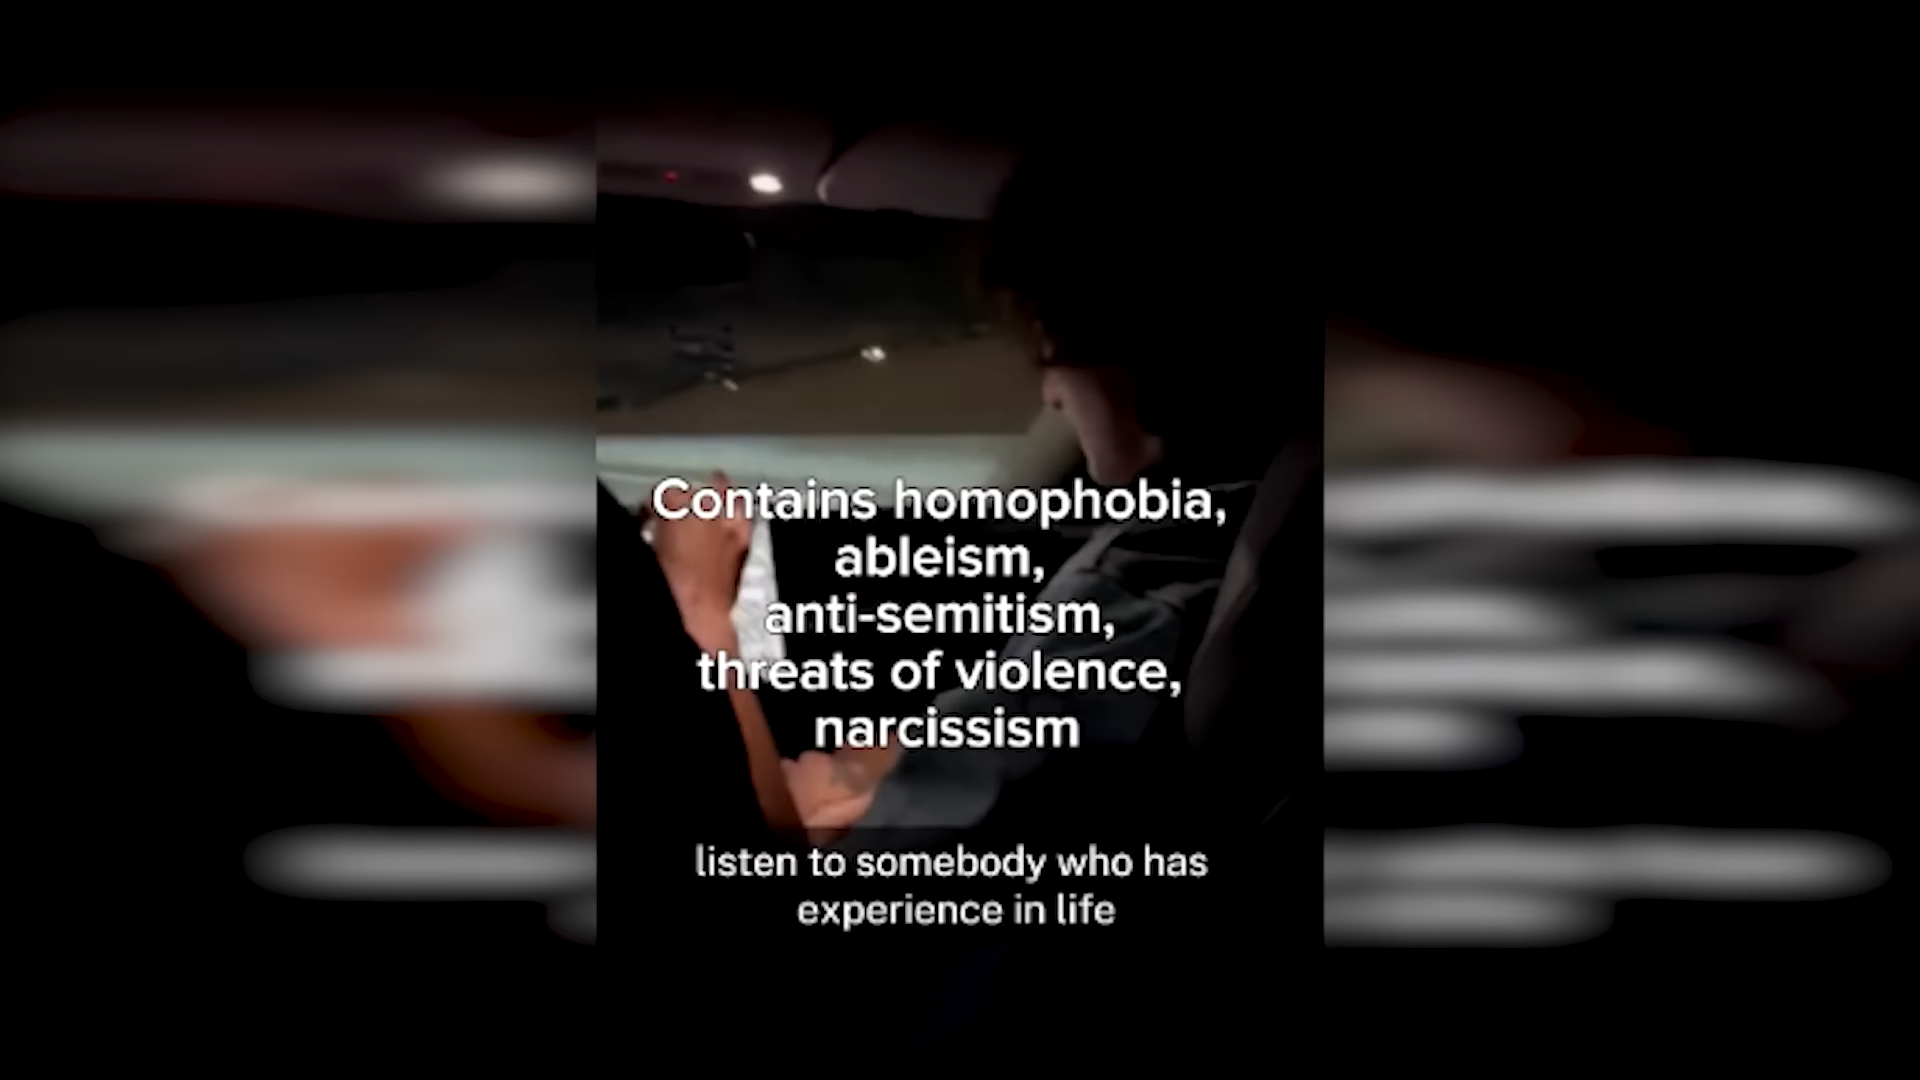 Contains homophobia,
ableism,
anti-semitism,
threats of violence,
narcissism
listen to somebody who has
experience in life